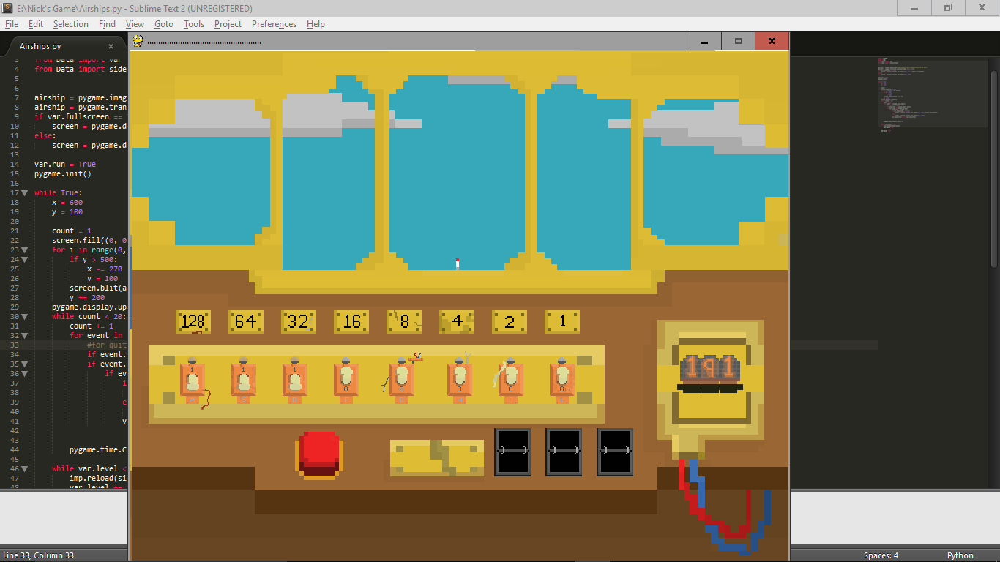 E:\Nick's Game\Airships.py - Sublime Text 2 (UNREGISTERED)
File Edit Selection Find View Goto Tools Project Preferences Help
Airships.py
3 from Data import var
4 from Data import side
5
6
7 airship = pygame.imag
8 airship = pygame.tran
9 if var.fullscreen ==
10 screen = pygame.d
11 else:
12 screen = pygame.d
13
14 var.run = True
15 pygame.init()
16
17 while True:
18 x = 600
19 y = 100
20
21 count = 1
22 screen.fill((0, 0
23 for i in range(0,
24 if y > 500:
25 x -= 270
26 y = 100
27 screen.blit(a
28 y += 200
29 pygame.display.up
30 while count < 20:
31 count += 1
32 for event in
33 #for quit
34 if event.
35 if event.
36 if ev
37 i
38
39 e
40
41 v
42
43
44 pygame.time.C
45
46 while var.level <
47 imp.reload(sid
48 var.level +=
128 64 32 16 8 4 2 1
1 1 1 0 0 0 0 0
191
Line 33, Column 33
Spaces: 4
Python